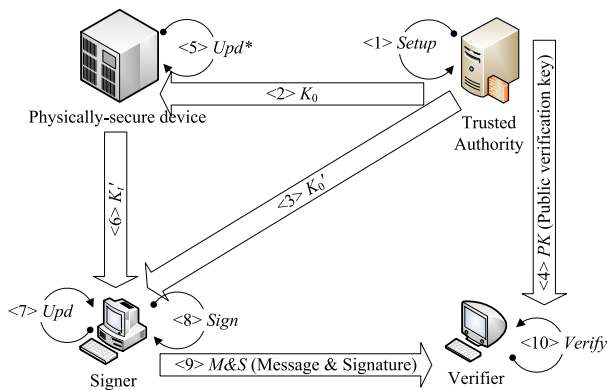 <5> Upd*
<1> Setup
<2> K₀
Physically-secure device
Trusted
Authority
<3> K₀'
<4> PK (Public verification key)
<6> Kₜ'
<7> Upd
<8> Sign
<10> Verify
<9> M&S (Message & Signature)
Signer
Verifier